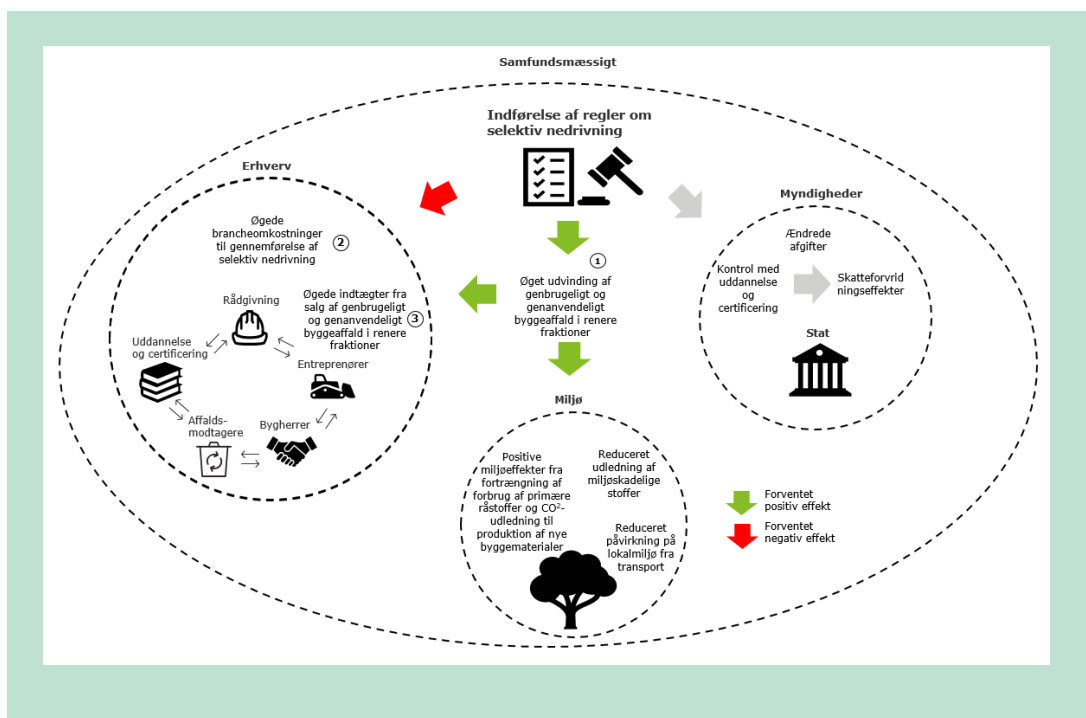 Samfundsmæssigt
Indførelse af regler om
selektiv nedrivning
Erhverv
Øgede
brancheomkostninger
til gennemførelse af
selektiv nedrivning
2
Øgede indtægter fra
salg af genbrugeligt
og genanvendeligt
byggeaffald i renere
fraktioner
3
Rådgivning
Uddannelse
og certificering
Entreprenører
Affalds-
modtagere
Bygherrer
1
Øget udvinding af
genbrugeligt og
genanvendeligt
byggeaffald i renere
fraktioner
Miljø
Positive
miljøeffekter fra
fortrængning af
forbrug af primære
råstoffer og CO²-
udledning til
produktion af nye
byggematerialer
Reduceret
udledning af
miljøskadelige
stoffer
Reduceret
påvirkning på
lokalmiljø fra
transport
Myndigheder
Ændrede
afgifter
Kontrol med
uddannelse
og
certificering
Skatteforvrid
ningseffekter
Stat
Forventet
positiv effekt
Forventet
negativ effekt